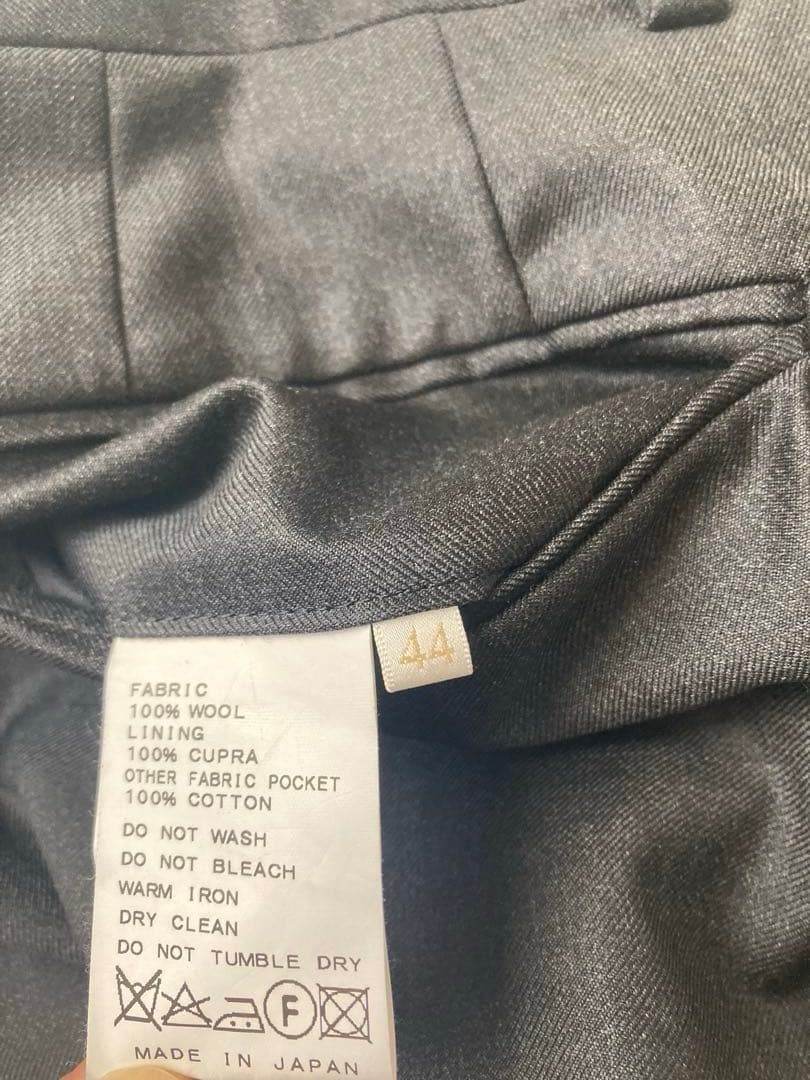 44
FABRIC
100% WOOL
LINING
100% CUPRA
OTHER FABRIC POCKET
100% COTTON
DO NOT WASH
DO NOT BLEACH
WARM IRON
DRY CLEAN
DO NOT TUMBLE DRY
F
MADE IN JAPAN